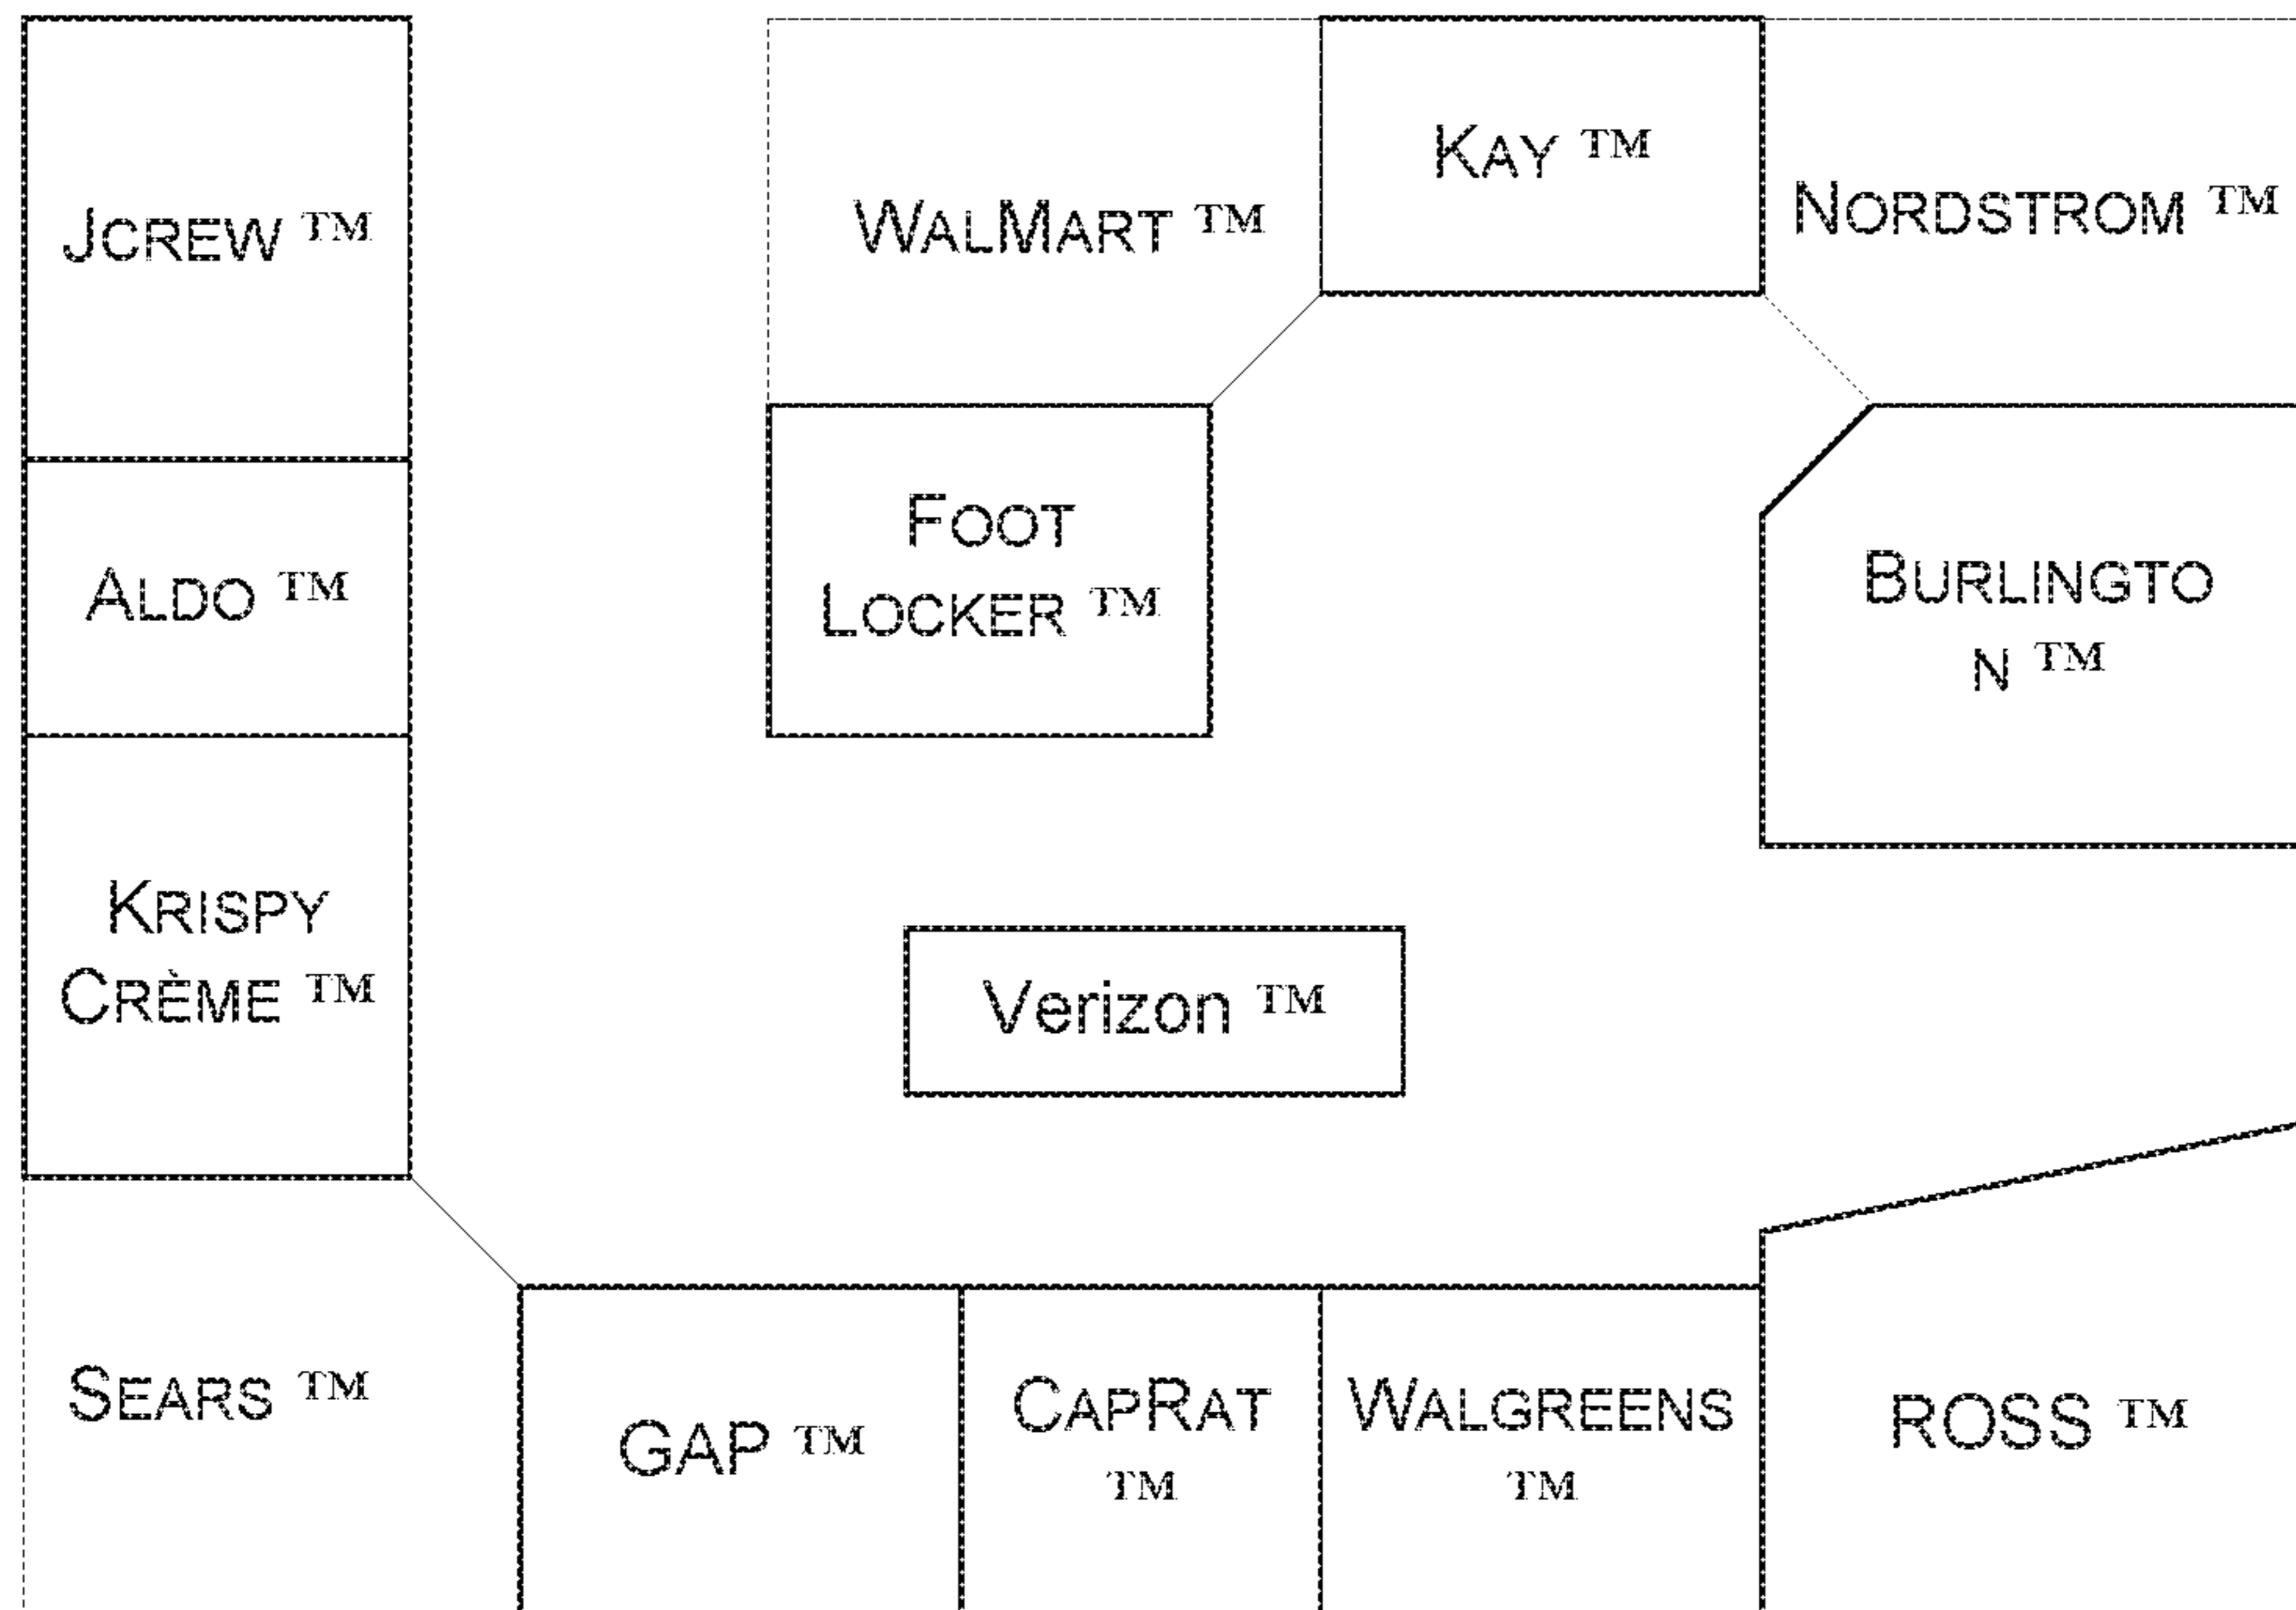 JCREW ™
WALMART ™
KAY ™
NORDSTROM ™
ALDO ™
FOOT
LOCKER ™
BURLINGTO
N ™
KRISPY
CRÈME ™
Verizon ™
SEARS ™
GAP ™
CAPRAT
™
WALGREENS
™
ROSS ™